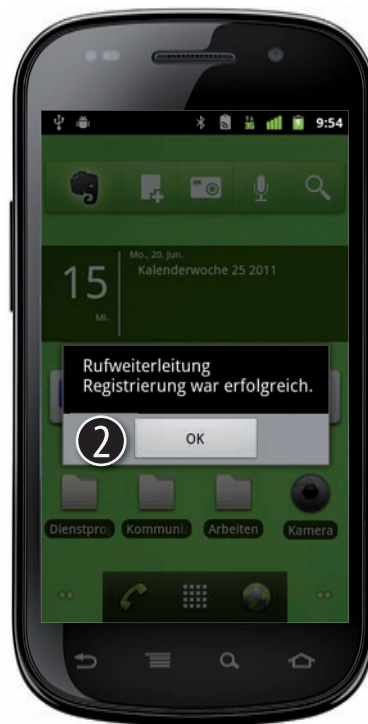 9:54
Mo., 20. Jun.
Kalenderwoche 25 2011
15
Mi.
Rufweiterleitung
Registrierung war erfolgreich.
2
OK
Dienstpro
Kommuni
Arbeiten
Kamera